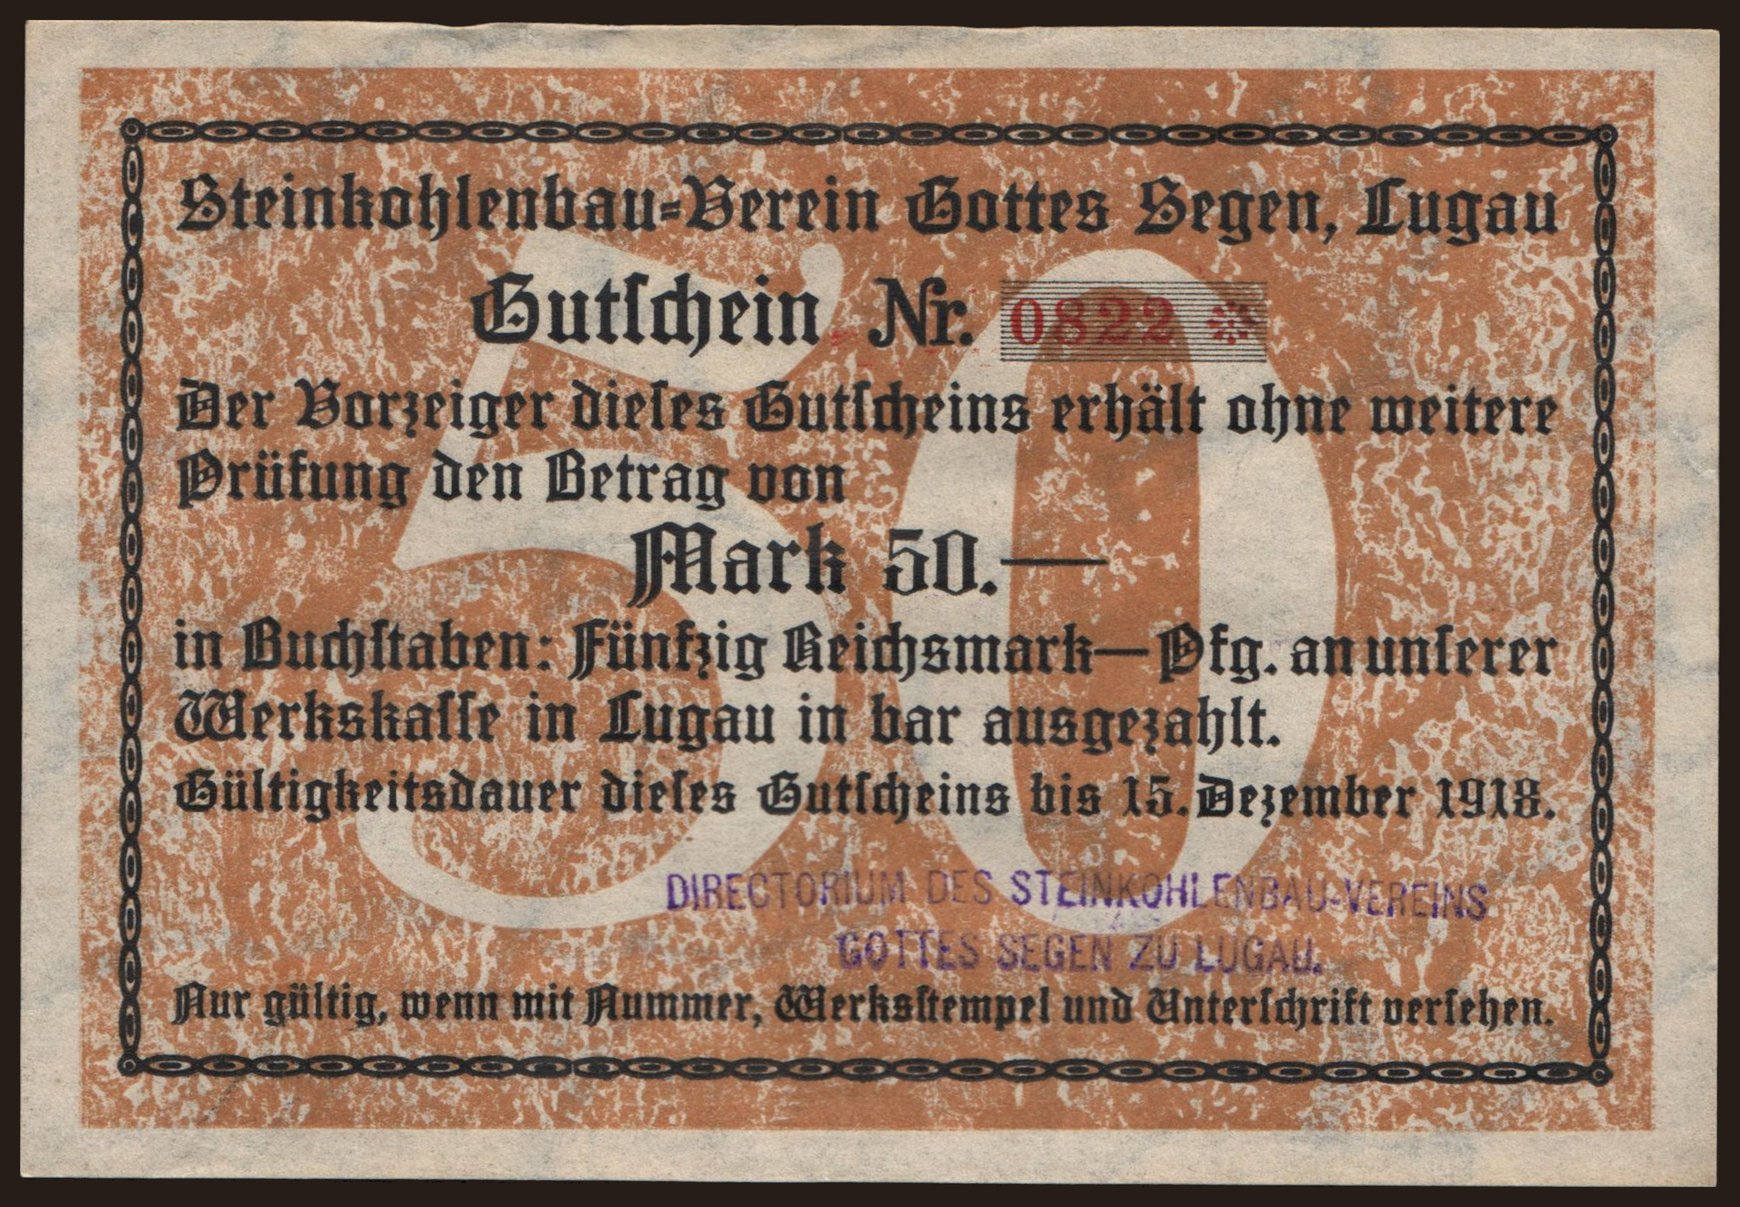 Steinkohlenbau-Verein Gottes Segen, Lugau
Gutschein Nr. 0822 ❋
Der Vorzeiger dieses Gutscheins erhält ohne weitere
Prüfung den Betrag von
Mark 50.—
in Buchstaben: Fünfzig Reichsmark— Pfg. an unserer
Werkskasse in Lugau in bar ausgezahlt.
Gültigkeitsdauer dieses Gutscheins bis 15. Dezember 1918.
DIRECTORIUM DES STEINKOHLENBAU-VEREINS
GOTTES SEGEN ZU LUGAU.
Nur gültig, wenn mit Nummer, Werksstempel und Unterschrift versehen.
50